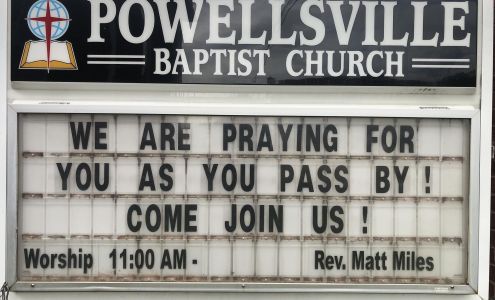 POWELLSVILLE
BAPTIST CHURCH
WE ARE PRAYING FOR
YOU AS YOU PASS BY !
COME JOIN US !
Worship 11:00 AM - Rev. Matt Miles